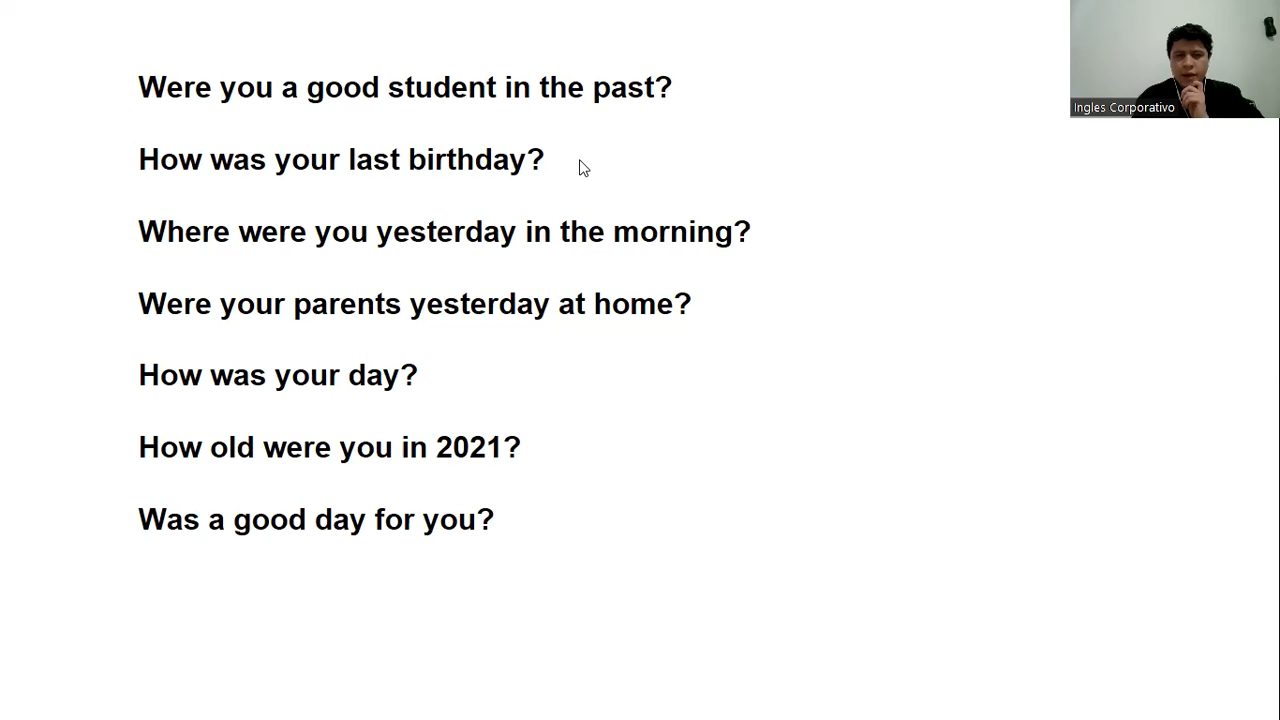 Were you a good student in the past?
How was your last birthday?
Where were you yesterday in the morning?
Were your parents yesterday at home?
How was your day?
How old were you in 2021?
Was a good day for you?
Ingles Corporativo